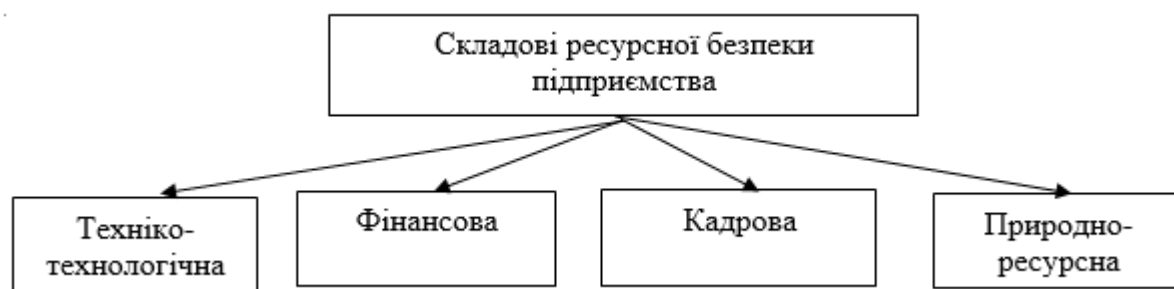 Складові ресурсної безпеки
підприємства
Техніко-
технологічна
Фінансова
Кадрова
Природно-
ресурсна